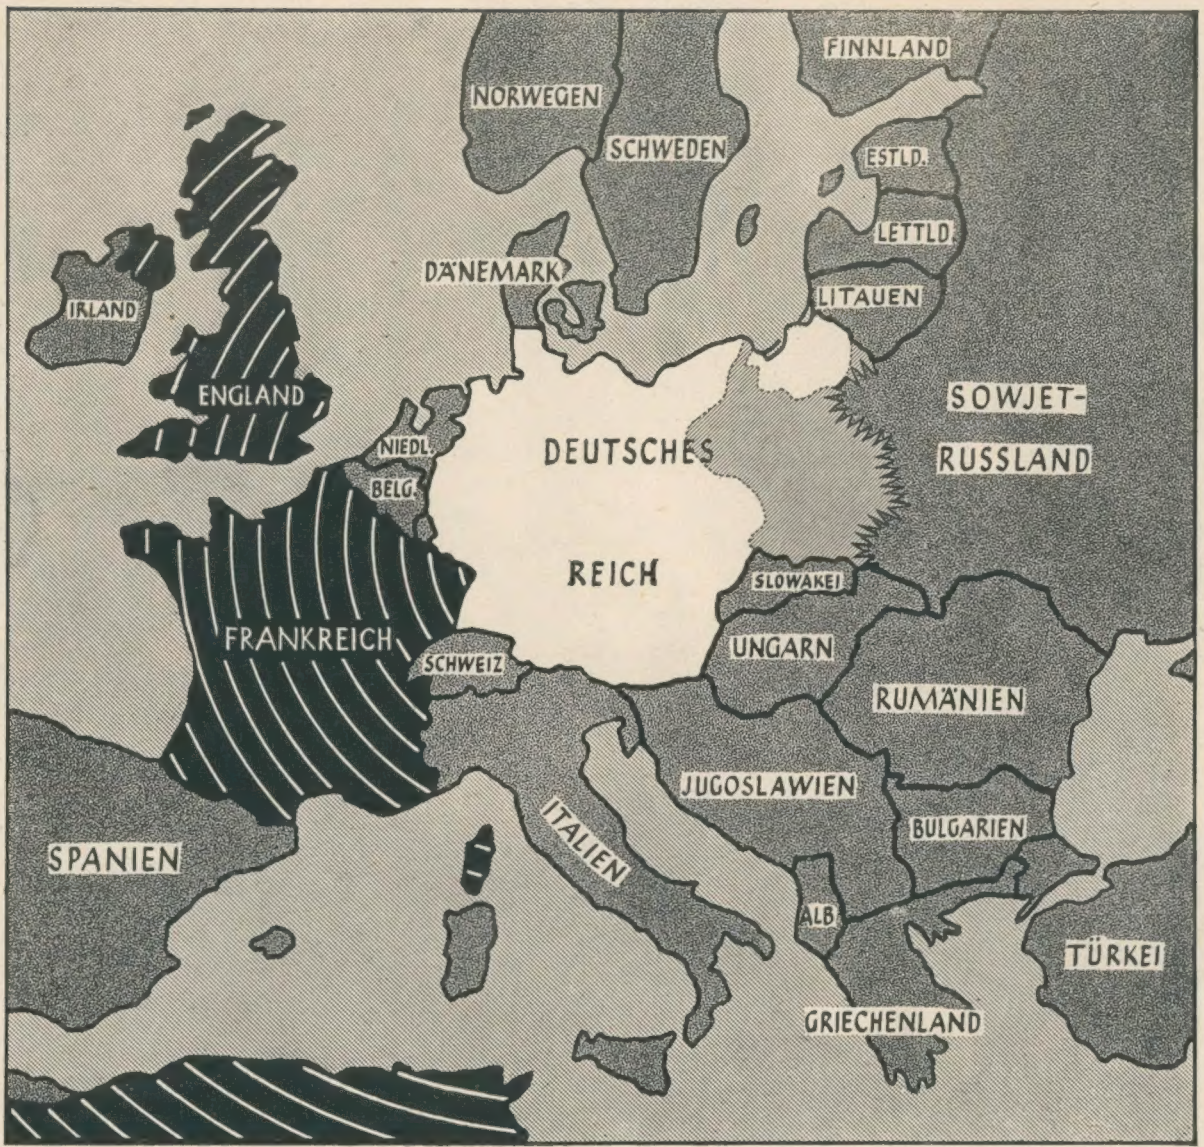 FINNLAND
NORWEGEN
SCHWEDEN
ESTLD.
LETTLD.
DÄNEMARK
LITAUEN
IRLAND
ENGLAND
SOWJET-
RUSSLAND
NIEDL.
DEUTSCHES
BELG.
REICH
SLOWAKEI
FRANKREICH
SCHWEIZ
UNGARN
RUMÄNIEN
JUGOSLAWIEN
ITALIEN
BULGARIEN
SPANIEN
ALB.
TÜRKEI
GRIECHENLAND